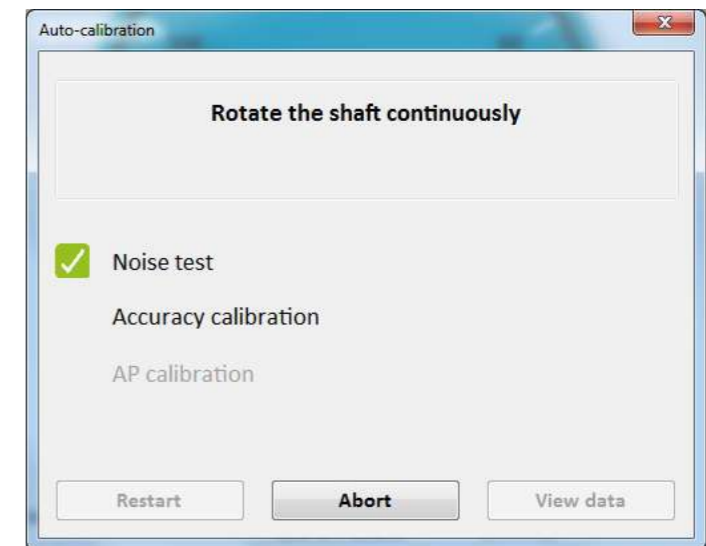 Auto-calibration
Rotate the shaft continuously
Noise test
Accuracy calibration
AP calibration
Restart
Abort
View data